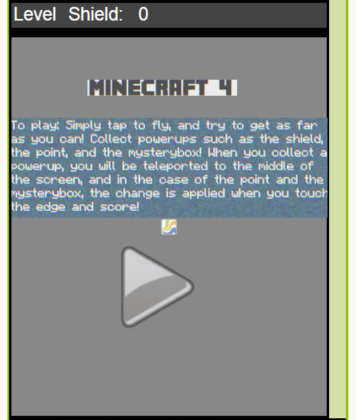 Level Shield: 0
MINECRAFT 4
To play: Simply tap to fly, and try to get as far
as you can! Collect powerups such as the shield,
the point, and the mysterybox! When you collect a
powerup, you will be teleported to the middle of
the screen, and in the case of the point and the
mysterybox, the change is applied when you touch
the edge and score!